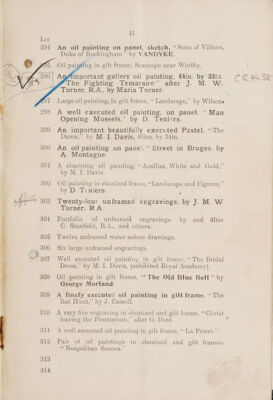 15
Lot
294 An oil painting on panel, sketch, "Sons of Villiers,
Duke of Buckingham" by VANDYKE.
295 Oil painting in gilt frame, Seascape near Whitby.
296 An important gallery oil painting, 44in. by 33in.
"The Fighting Temaraire" after J. M. W.
Turner, R.A., by Maria Torner.
297 Large oil painting, in gilt frame, "Landscape," by Wilson.
298 A well executed oil painting, on panel. "Man
Opening Mussels," by D. Teniers.
299 An important beautifully executed Pastel. "The
Dawn," by M. I. Davis, 46in. by 34in.
300 An oil painting on panel "Street in Bruges, by
A. Montague.
301 A charming oil painting, "Azallias, White and Gold,"
by M. I. Davis.
302 Oil painting in ebonized frame, "Landscape and Figures,"
by D. Teniers.
303 Twenty-four unframed engravings, by J. M. W
Turner, R.A.
304 Portfolio of unframed engravings by and after
C. Stanfield, R.A., and others.
305 Twelve unframed water colour drawings.
306 Six large unframed engravings.
307 Well executed oil painting in gilt frame, "The Bridal
Dress," by M. I. Davis, (exhibited Royal Academy).
308 Oil painting in gilt frame, "The Old Blue Bell" by
George Morland.
309 A finely executed oil painting in gilt frame, "The
Rat Hunt," by J. Cassell.
310 A very fine engraving in ebonized and gilt frame, "Christ
leaving the Praetorium," after G. Doré.
311 A well executed oil painting in gilt frame, "La Priere."
312 Pair of oil paintings in ebonized and gilt frames.
"Neapolitan Scenes."
313
314